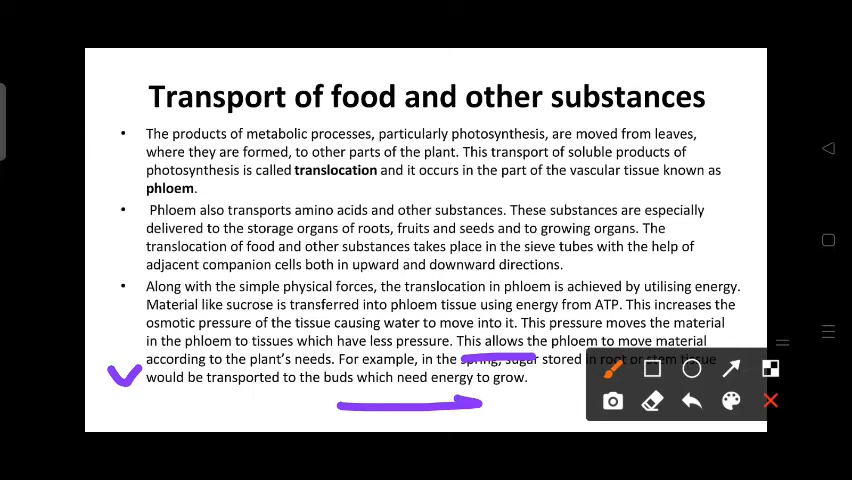 Transport of food and other substances
• The products of metabolic processes, particularly photosynthesis, are moved from leaves,
where they are formed, to other parts of the plant. This transport of soluble products of
photosynthesis is called translocation and it occurs in the part of the vascular tissue known as
phloem.
• Phloem also transports amino acids and other substances. These substances are especially
delivered to the storage organs of roots, fruits and seeds and to growing organs. The
translocation of food and other substances takes place in the sieve tubes with the help of
adjacent companion cells both in upward and downward directions.
• Along with the simple physical forces, the translocation in phloem is achieved by utilising energy.
Material like sucrose is transferred into phloem tissue using energy from ATP. This increases the
osmotic pressure of the tissue causing water to move into it. This pressure moves the material
in the phloem to tissues which have less pressure. This allows the phloem to move material
according to the plant's needs. For example, in the spring, sugar stored in root or stem tissue
would be transported to the buds which need energy to grow.